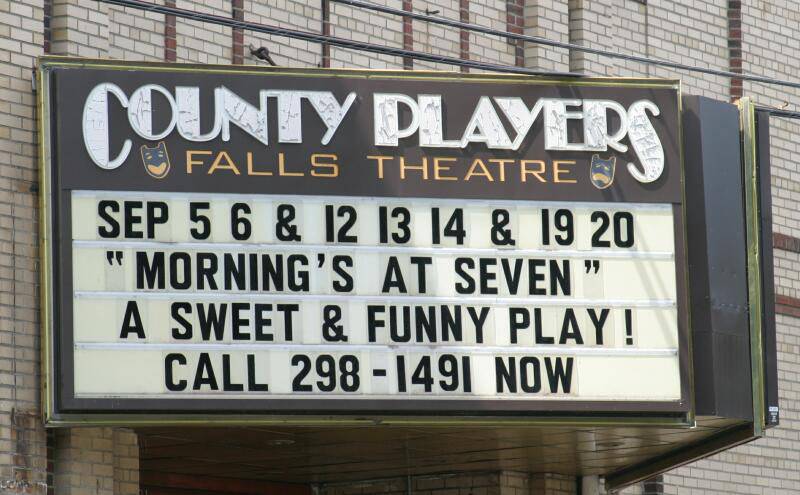 COUNTY PLAYERS
FALLS THEATRE
SEP 5 6 & 12 13 14 & 19 20
"MORNING'S AT SEVEN"
A SWEET & FUNNY PLAY!
CALL 298-1491 NOW